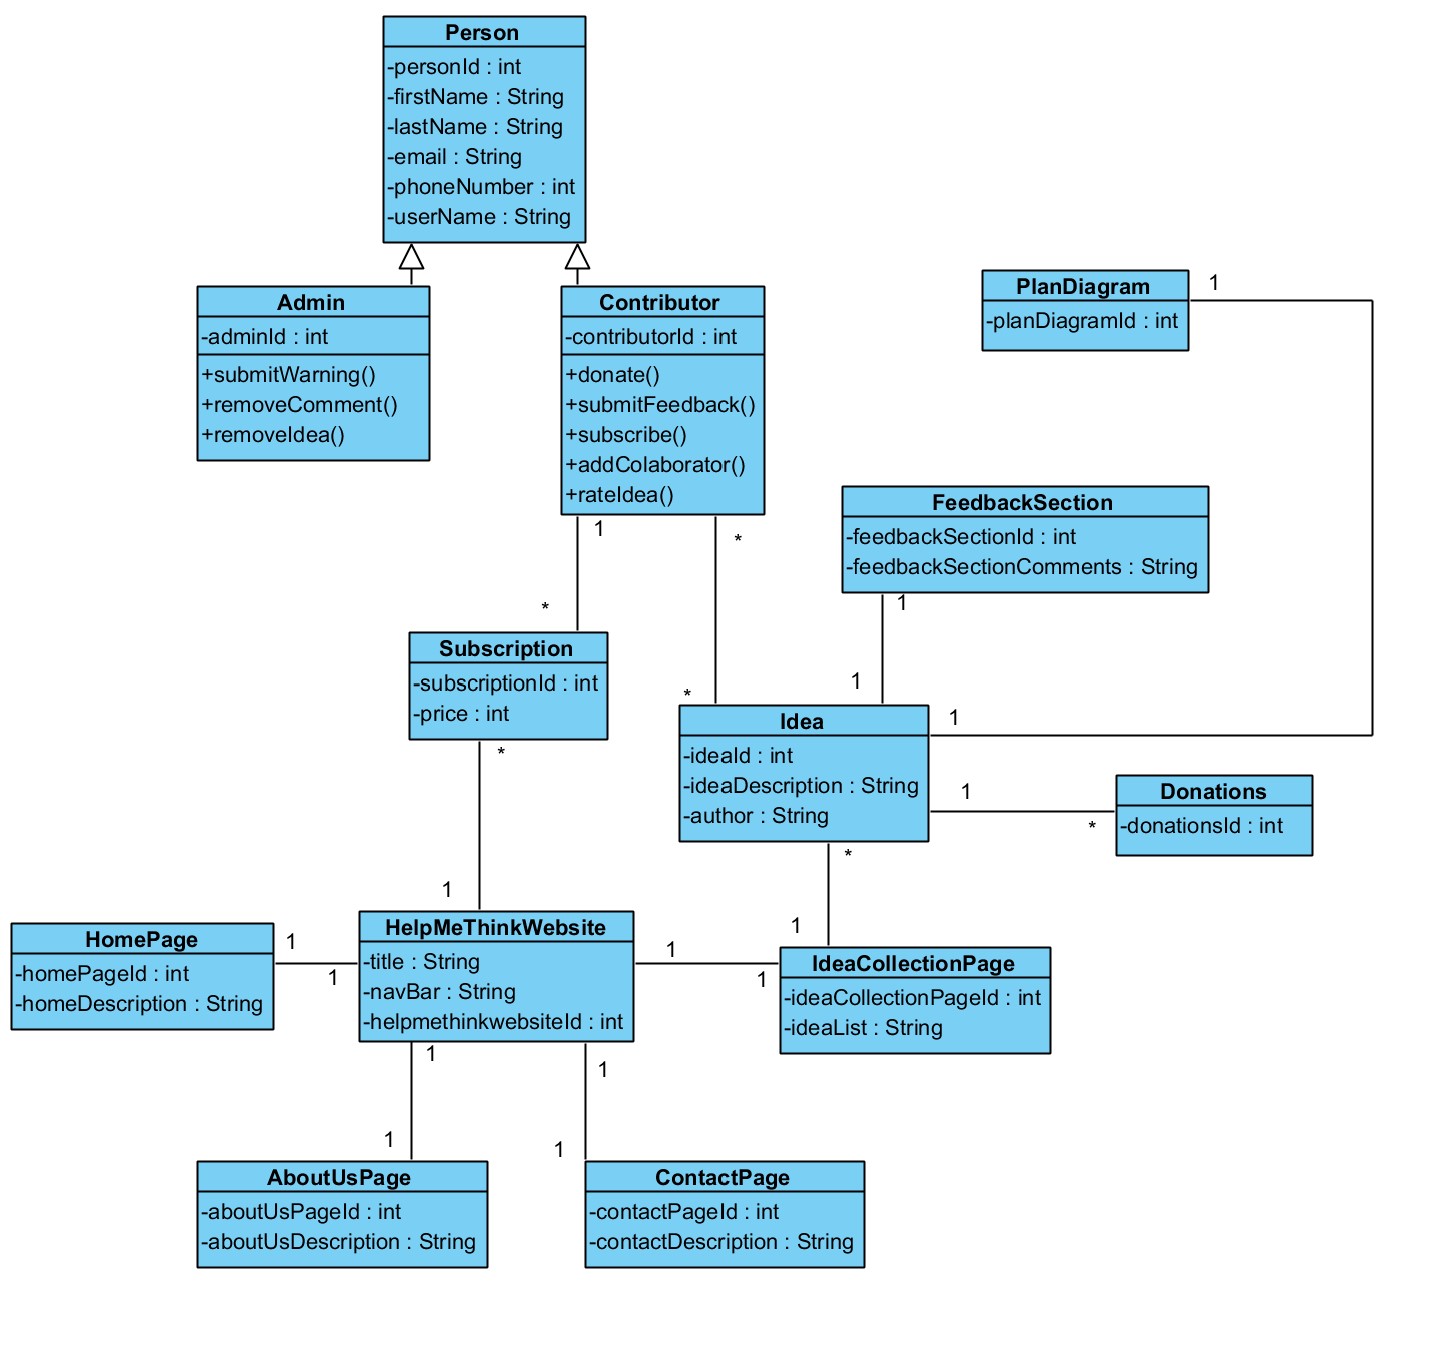 Person
-personId : int
-firstName : String
-lastName : String
-email : String
-phoneNumber : int
-userName : String
Admin
-adminId : int
+submitWarning()
+removeComment()
+removeIdea()
Contributor
-contributorId : int
+donate()
+submitFeedback()
+subscribe()
+addColaborator()
+rateIdea()
PlanDiagram
-planDiagramId : int
1
FeedbackSection
-feedbackSectionId : int
-feedbackSectionComments : String
1
*
1
*
Subscription
-subscriptionId : int
-price : int
*
1
*
1
Idea
-ideaId : int
-ideaDescription : String
-author : String
1
1
*
Donations
-donationsId : int
*
1
1
HomePage
-homePageId : int
-homeDescription : String
1
1
HelpMeThinkWebsite
-title : String
-navBar : String
-helpmethinkwebsiteId : int
1
1
IdeaCollectionPage
-ideaCollectionPageId : int
-ideaList : String
1
1
1
1
AboutUsPage
-aboutUsPageId : int
-aboutUsDescription : String
ContactPage
-contactPageId : int
-contactDescription : String